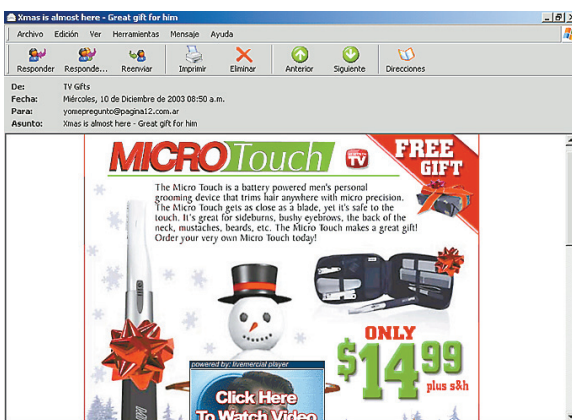 Xmas is almost here - Great gift for him
Archivo Edición Ver Herramientas Mensaje Ayuda
Responder Responde... Reenviar Imprimir Eliminar Anterior Siguiente Direcciones
De: TV Gifts
Fecha: Miércoles, 10 de Diciembre de 2003 08:50 a.m.
Para: yomepregunto@pagina12.com.ar
Asunto: Xmas is almost here - Great gift for him
MICRO Touch
TV
FREE
GIFT
The Micro Touch is a battery powered men's personal
grooming device that trims hair anywhere with micro precision.
The Micro Touch gets as close as a blade, yet it's safe to the
touch. It's great for sideburns, bushy eyebrows, the back of the
neck, mustaches, beards, etc. The Micro Touch makes a great gift!
Order your very own Micro Touch today!
ONLY
$14 99
plus s&h
powered by: livemercial player
Click Here
To Watch Video